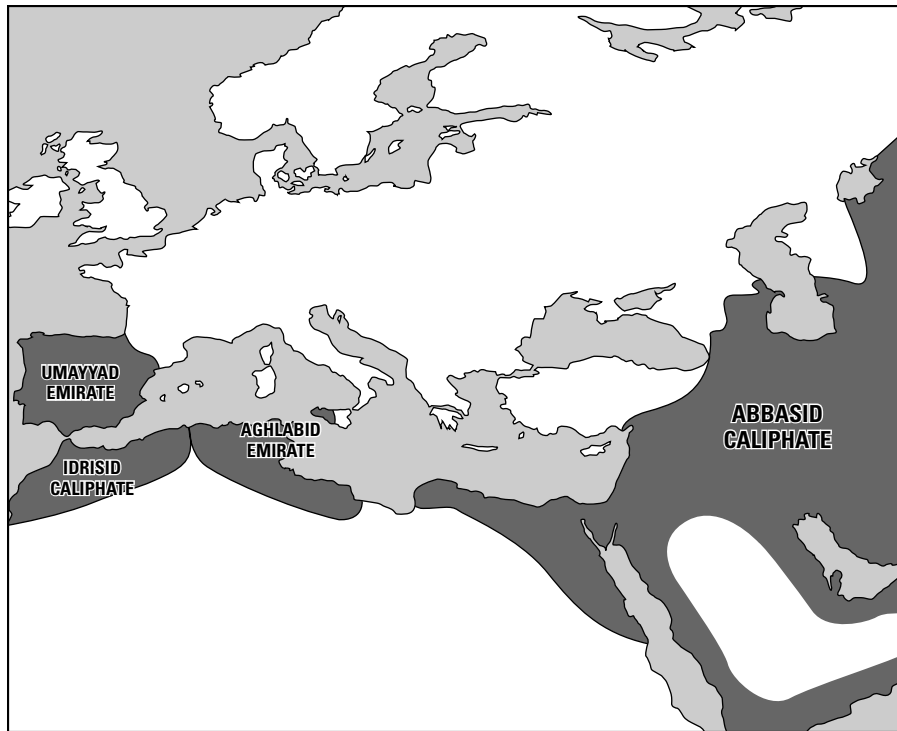 UMAYYAD
EMIRATE
AGHLABID
EMIRATE
IDRISID
CALIPHATE
ABBASID
CALIPHATE